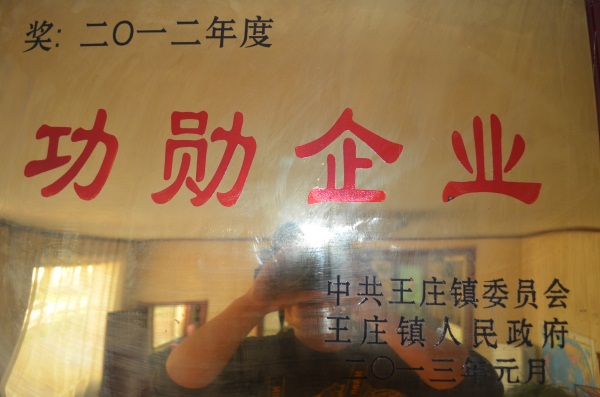 奖: 二〇一二年度
功勋企业
中共王庄镇委员会
王庄镇人民政府
二〇一三年元月